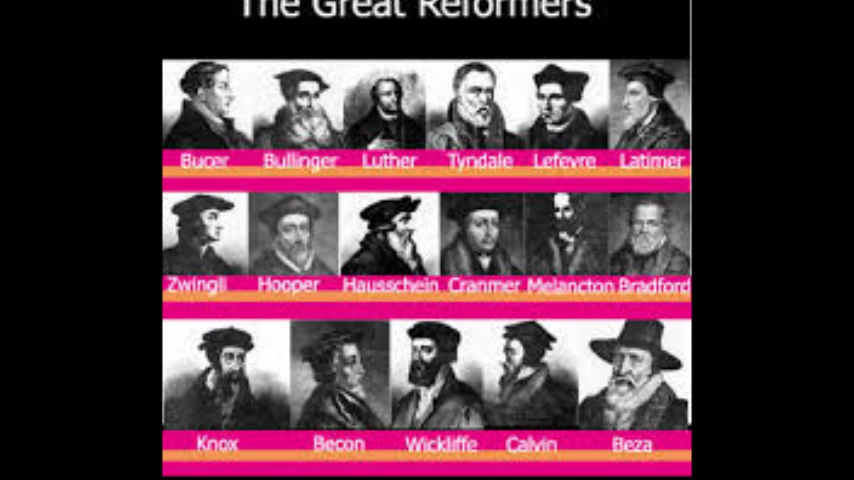 The Great Reformers
Bucer Bullinger Luther Tyndale Lefevre Latimer
Zwingli Hooper Hausschein Cranmer Melancton Bradford
Knox Becon Wickliffe Calvin Beza